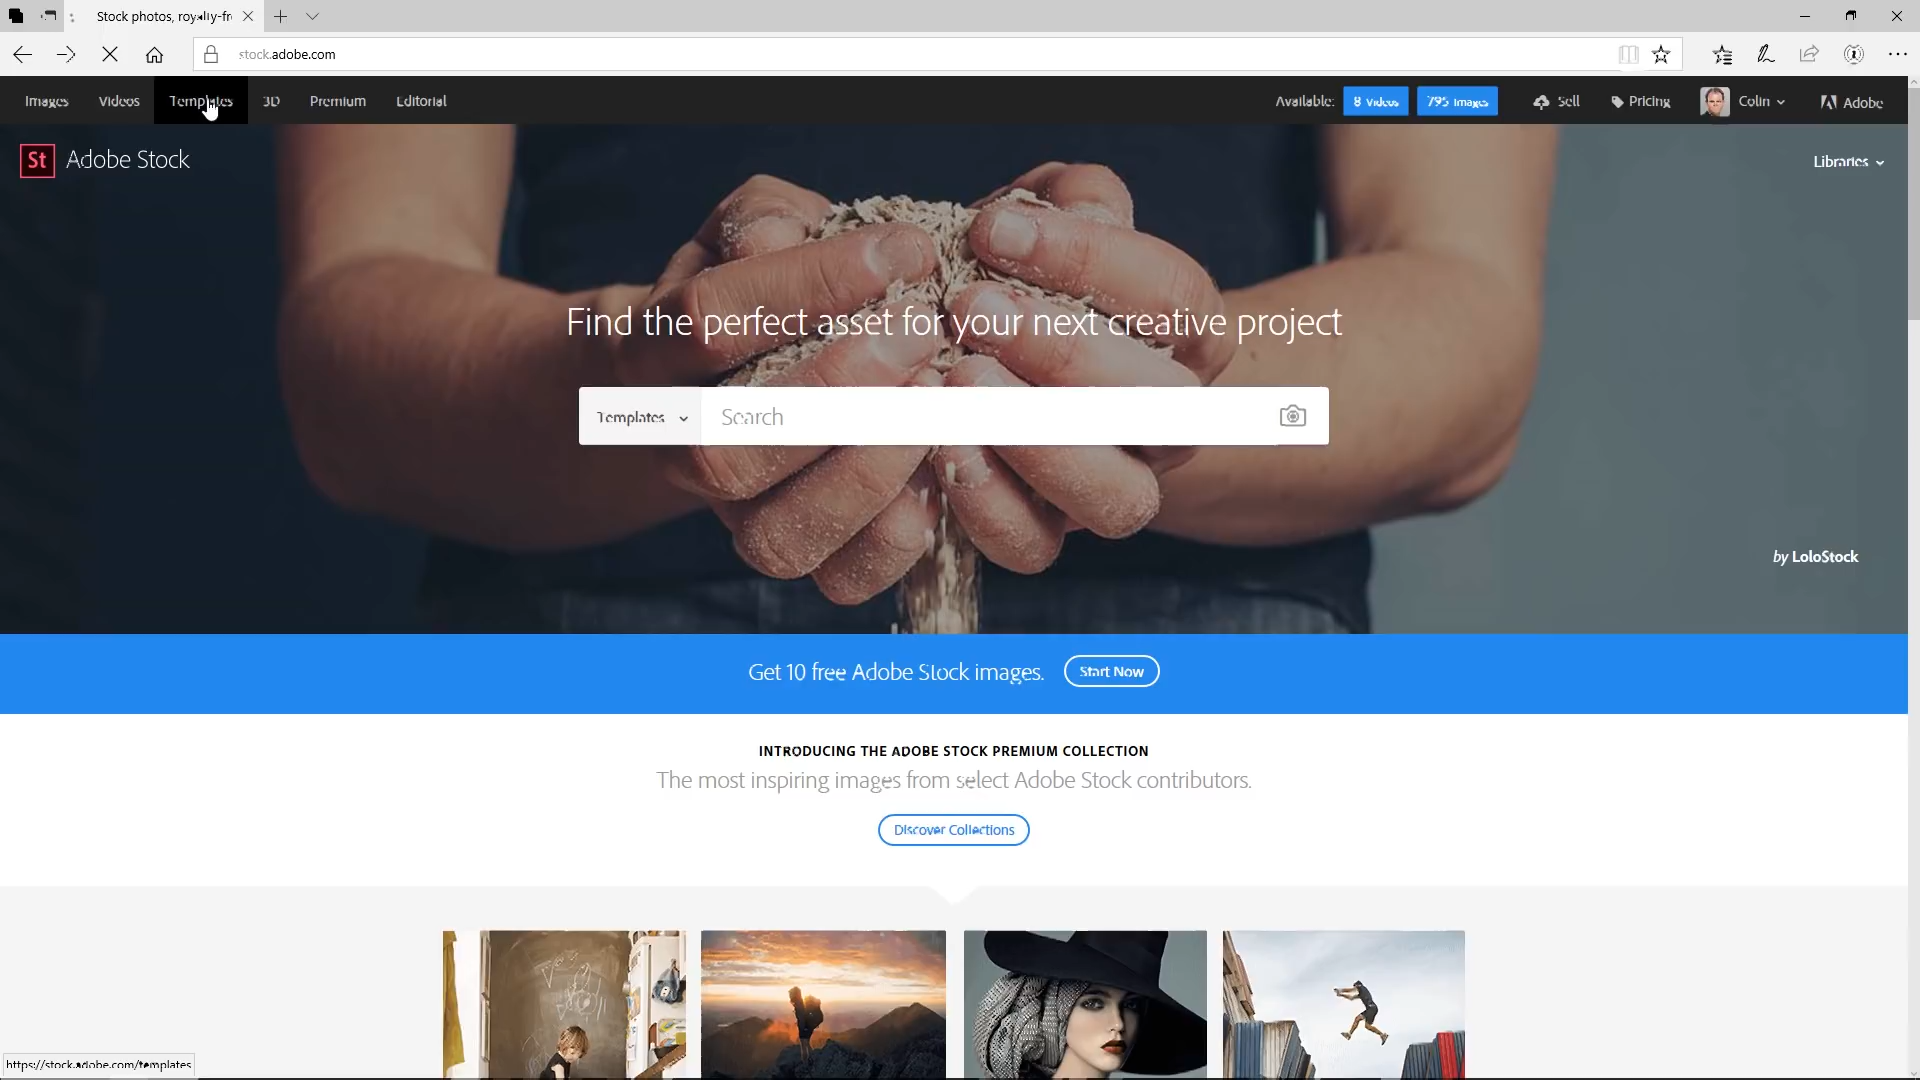 Stock photos, royalty-fr
stock.adobe.com
Images Videos Templates 3D Premium Editorial Available: 8 Videos 795 Images Sell Pricing Colin Adobe
St Adobe Stock
Libraries
Find the perfect asset for your next creative project
Templates Search
by LoloStock
Get 10 free Adobe Stock images. Start Now
INTRODUCING THE ADOBE STOCK PREMIUM COLLECTION
The most inspiring images from select Adobe Stock contributors.
Discover Collections
https://stock.adobe.com/templates